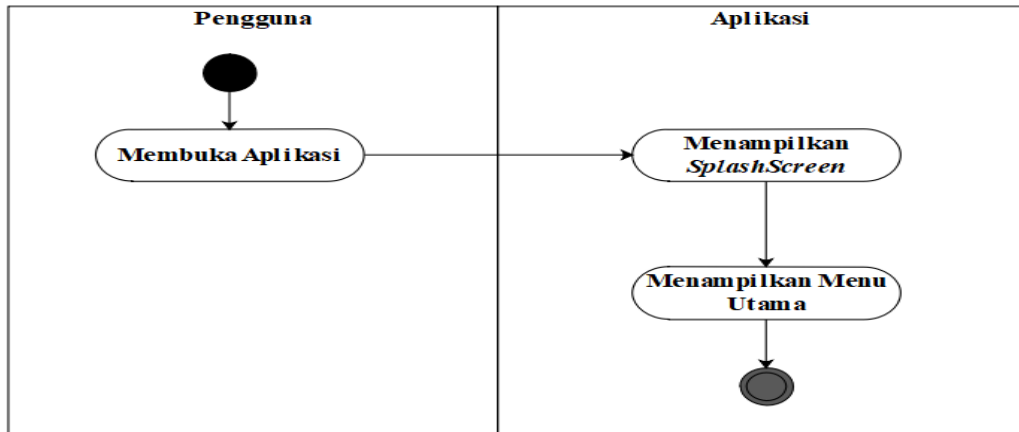 Pengguna
Aplikasi
Membuka Aplikasi
Menampilkan
SplashScreen
Menampilkan Menu
Utama